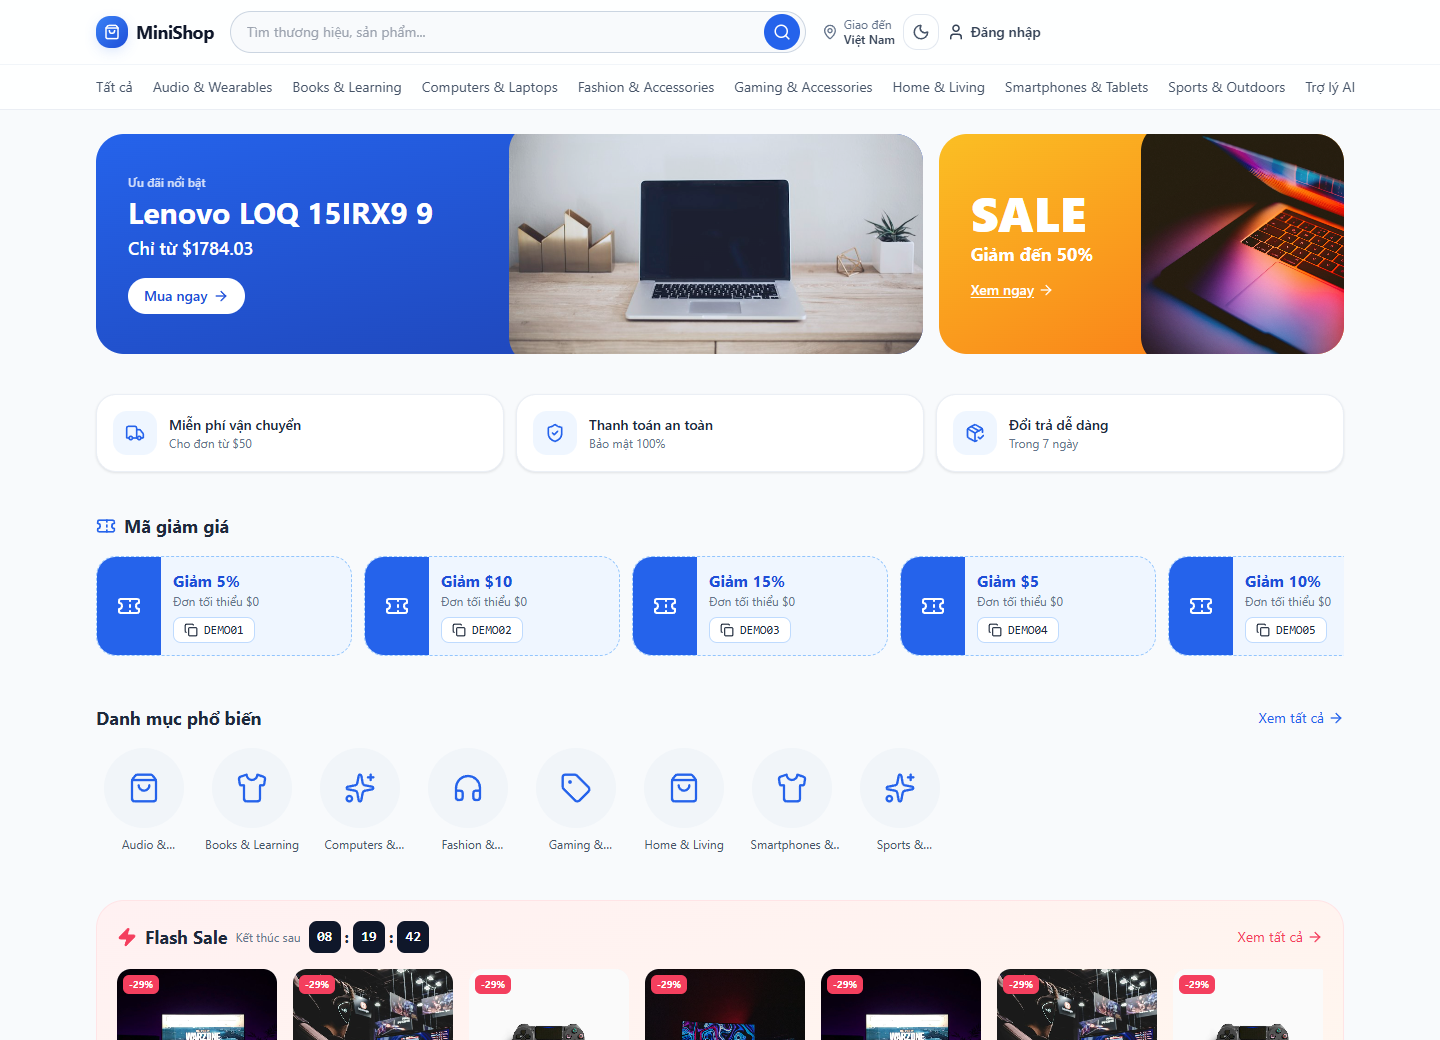 MiniShop
Tìm thương hiệu, sản phẩm...
Giao đến
Việt Nam
Đăng nhập
Tất cả
Audio & Wearables
Books & Learning
Computers & Laptops
Fashion & Accessories
Gaming & Accessories
Home & Living
Smartphones & Tablets
Sports & Outdoors
Trợ lý AI
Ưu đãi nổi bật
Lenovo LOQ 15IRX9 9
Chỉ từ $1784.03
Mua ngay
SALE
Giảm đến 50%
Xem ngay
Miễn phí vận chuyển
Cho đơn từ $50
Thanh toán an toàn
Bảo mật 100%
Đổi trả dễ dàng
Trong 7 ngày
Mã giảm giá
Giảm 5%
Đơn tối thiểu $0
DEMO01
Giảm $10
Đơn tối thiểu $0
DEMO02
Giảm 15%
Đơn tối thiểu $0
DEMO03
Giảm $5
Đơn tối thiểu $0
DEMO04
Giảm 10%
Đơn tối thiểu $0
DEMO05
Danh mục phổ biến
Xem tất cả
Audio &...
Books & Learning
Computers &...
Fashion &...
Gaming &...
Home & Living
Smartphones &..
Sports &...
Flash Sale
Kết thúc sau
08 : 19 : 42
Xem tất cả
-29%
-29%
-29%
-29%
-29%
-29%
-29%
WARZONE
WARZONE